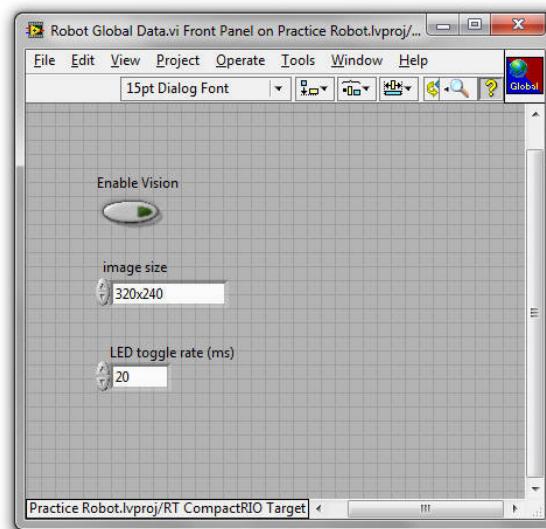 Robot Global Data.vi Front Panel on Practice Robot.lvproj/...
File Edit View Project Operate Tools Window Help
15pt Dialog Font
Global
Enable Vision
image size
320x240
LED toggle rate (ms)
20
Practice Robot.lvproj/RT CompactRIO Target